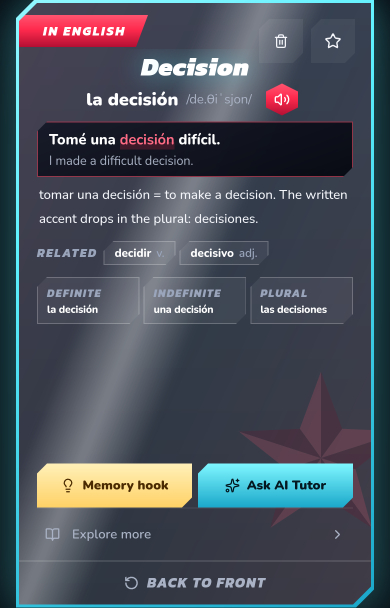 IN ENGLISH
Decision
la decisión /de.θiˈsjon/
Tomé una decisión difícil.
I made a difficult decision.
tomar una decisión = to make a decision. The written
accent drops in the plural: decisiones.
RELATED decidir v. decisivo adj.
DEFINITE INDEFINITE PLURAL
la decisión una decisión las decisiones
Memory hook Ask AI Tutor
Explore more
BACK TO FRONT